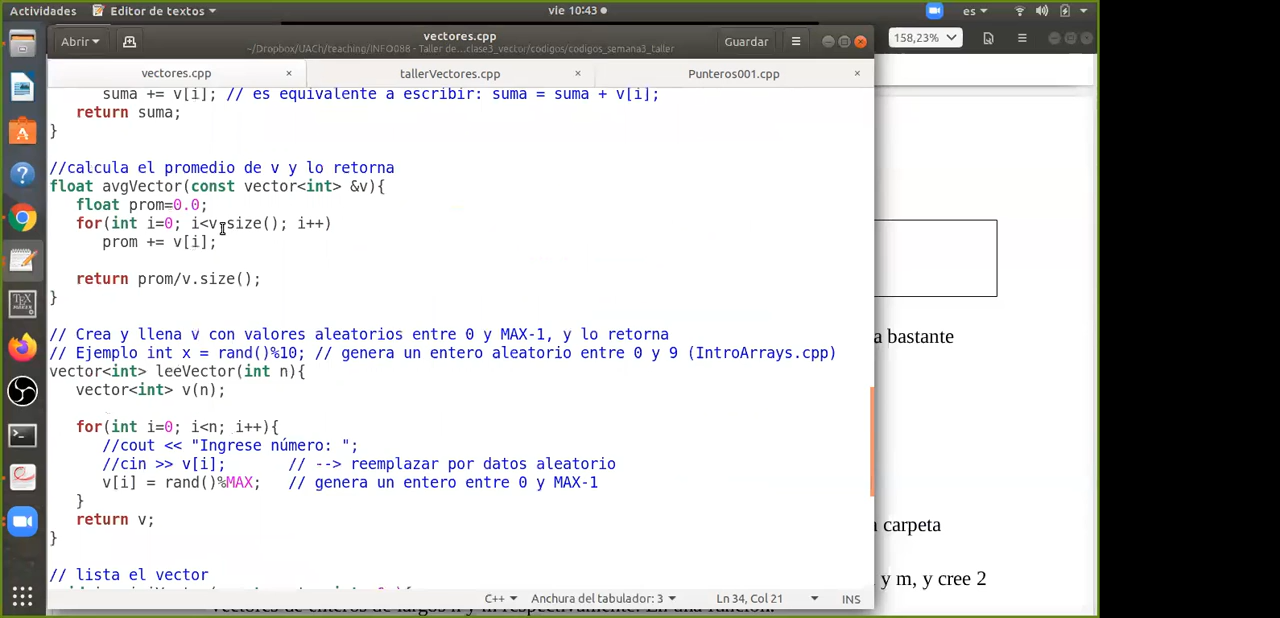 Actividades Editor de textos vie 10:43 es
Abrir vectores.cpp Guardar 158,23%
~/Dropbox/UACh/teaching/INFO088 - Taller de...clase3_vector/codigos/codigos_semana3_taller
vectores.cpp × tallerVectores.cpp × Punteros001.cpp ×
suma += v[i]; // es equivalente a escribir: suma = suma + v[i];
return suma;
}
//calcula el promedio de v y lo retorna
float avgVector(const vector<int> &v){
float prom=0.0;
for(int i=0; i<v.size(); i++)
prom += v[i];
return prom/v.size();
}
// Crea y llena v con valores aleatorios entre 0 y MAX-1, y lo retorna
a bastante
// Ejemplo int x = rand()%10; // genera un entero aleatorio entre 0 y 9 (IntroArrays.cpp)
vector<int> leeVector(int n){
vector<int> v(n);
for(int i=0; i<n; i++){
//cout << "Ingrese número: ";
//cin >> v[i]; // --> reemplazar por datos aleatorio
v[i] = rand()%MAX; // genera un entero entre 0 y MAX-1
}
return v;
a carpeta
}
// lista el vector
y m, y cree 2
C++ Anchura del tabulador: 3 Ln 34, Col 21 INS